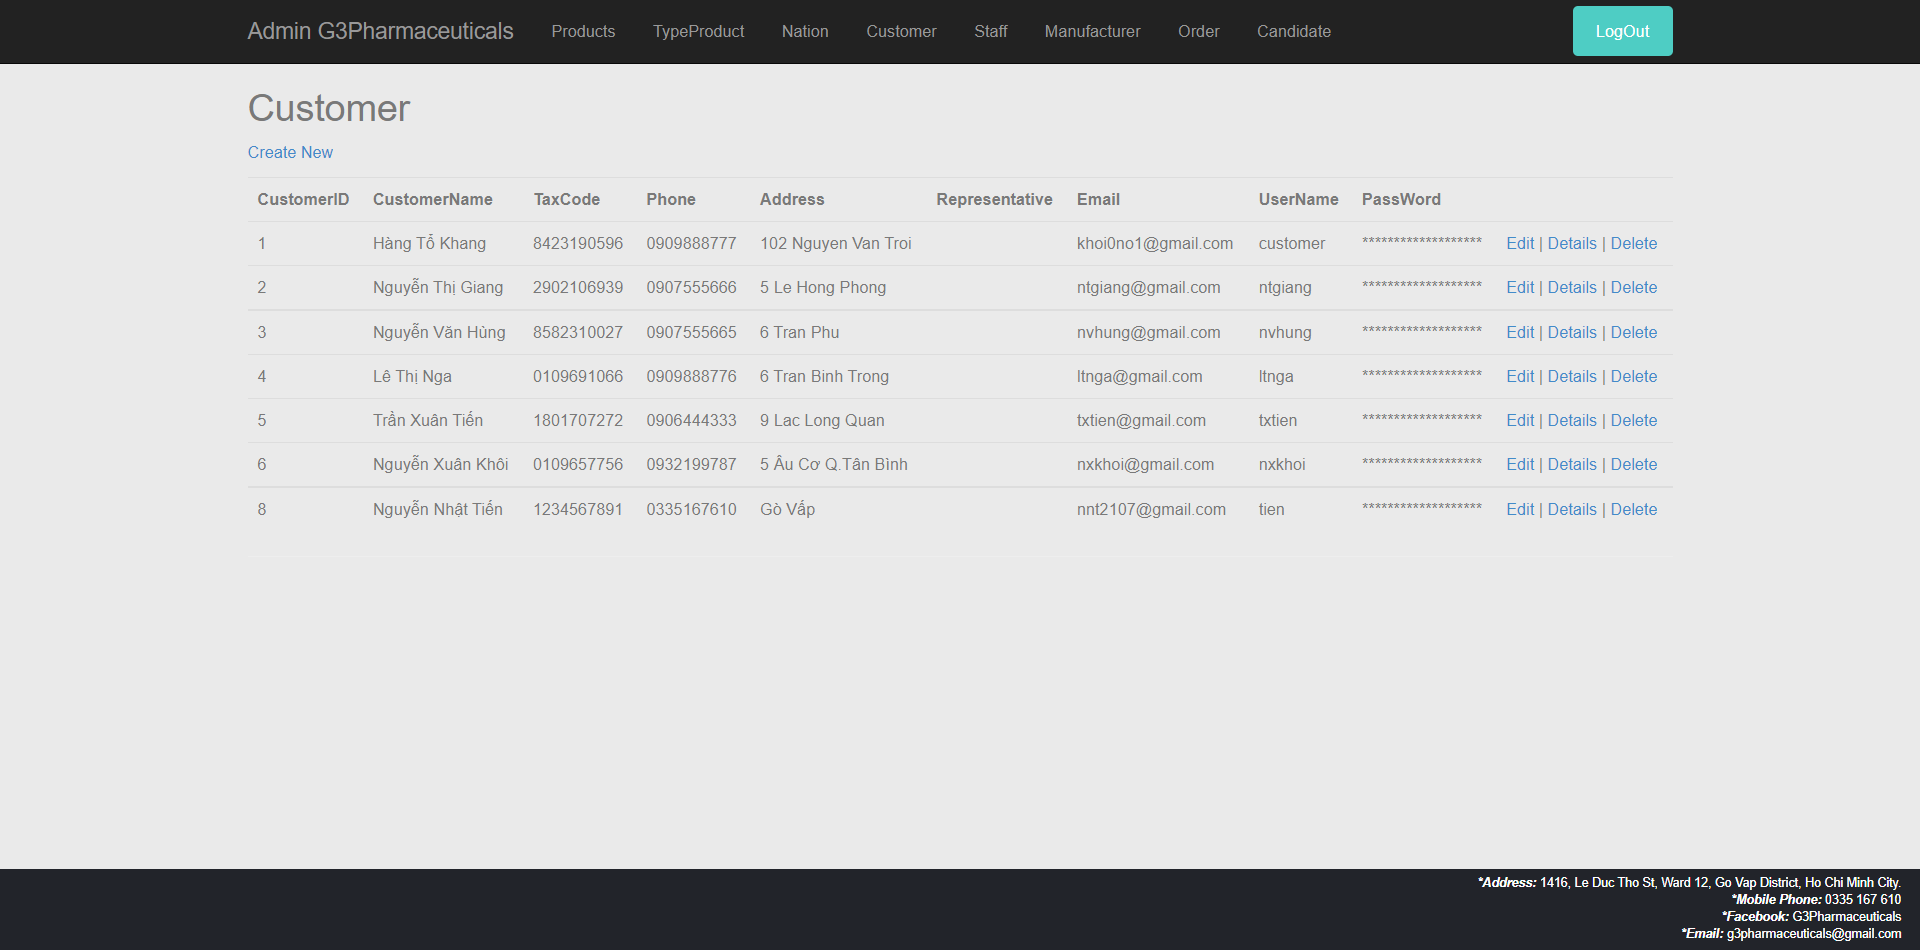 Admin G3Pharmaceuticals Products TypeProduct Nation Customer Staff Manufacturer Order Candidate LogOut
Customer
Create New
CustomerID CustomerName TaxCode Phone Address Representative Email UserName PassWord
1 Hàng Tổ Khang 8423190596 0909888777 102 Nguyen Van Troi khoi0no1@gmail.com customer ******************* Edit | Details | Delete
2 Nguyễn Thị Giang 2902106939 0907555666 5 Le Hong Phong ntgiang@gmail.com ntgiang ******************* Edit | Details | Delete
3 Nguyễn Văn Hùng 8582310027 0907555665 6 Tran Phu nvhung@gmail.com nvhung ******************* Edit | Details | Delete
4 Lê Thị Nga 0109691066 0909888776 6 Tran Binh Trong ltnga@gmail.com ltnga ******************* Edit | Details | Delete
5 Trần Xuân Tiến 1801707272 0906444333 9 Lac Long Quan txtien@gmail.com txtien ******************* Edit | Details | Delete
6 Nguyễn Xuân Khôi 0109657756 0932199787 5 Âu Cơ Q.Tân Bình nxkhoi@gmail.com nxkhoi ******************* Edit | Details | Delete
8 Nguyễn Nhật Tiến 1234567891 0335167610 Gò Vấp nnt2107@gmail.com tien ******************* Edit | Details | Delete
*Address: 1416, Le Duc Tho St, Ward 12, Go Vap District, Ho Chi Minh City.
*Mobile Phone: 0335 167 610
*Facebook: G3Pharmaceuticals
*Email: g3pharmaceuticals@gmail.com